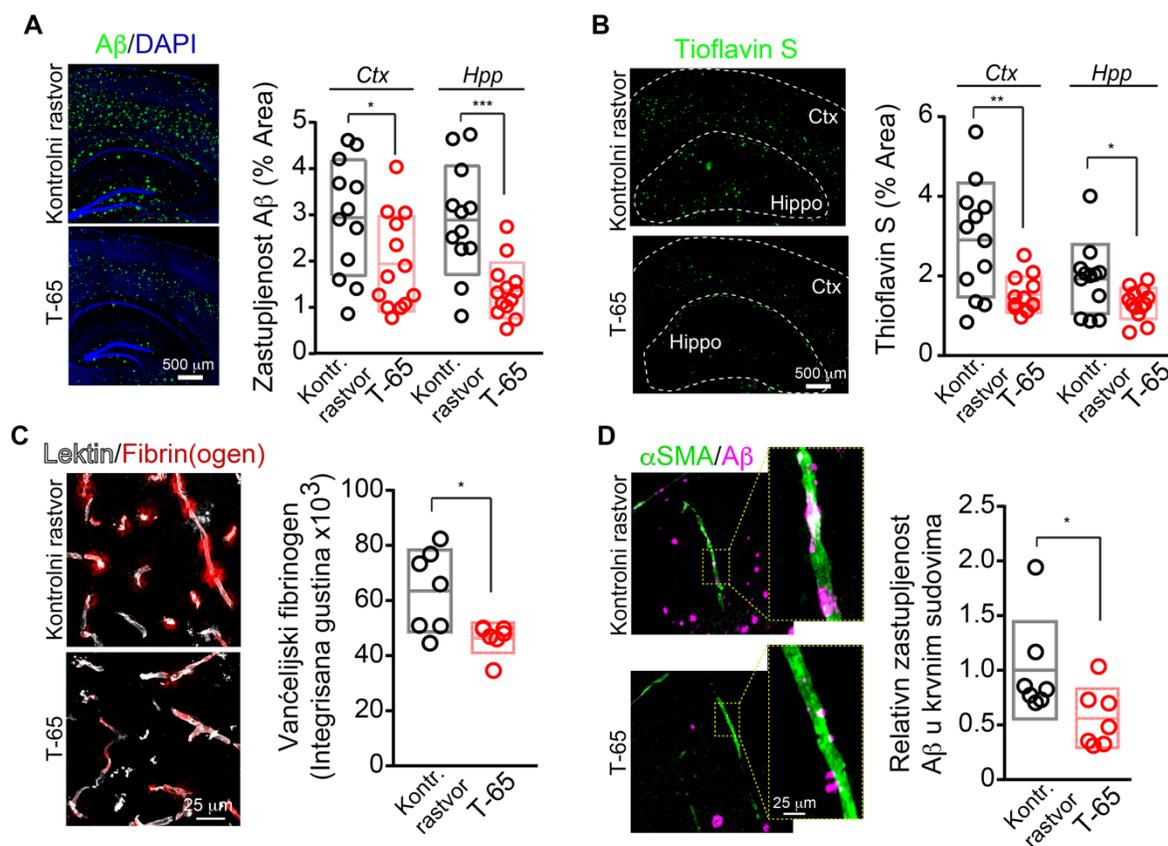 A
Aβ/DAPI
Kontrolni rastvor
T-65
500 μm
Zastupljenost Aβ (% Area)
Ctx
Hpp
*
***
6
5
4
3
2
1
0
Kontr. rastvor
T-65
Kontr. rastvor
T-65
B
Tioflavin S
Kontrolni rastvor
Ctx
Hippo
T-65
Ctx
Hippo
500 μm
Thioflavin S (% Area)
Ctx
Hpp
**
*
6
4
2
0
Kontr. rastvor
T-65
Kontr. rastvor
T-65
C
Lektin/Fibrin(ogen)
Kontrolni rastvor
T-65
25 μm
Vanćelijski fibrinogen
(Integrisana gustina x10³)
*
100
80
60
40
20
0
Kontr. rastvor
T-65
D
αSMA/Aβ
Kontrolni rastvor
T-65
25 μm
Relativn zastupljenost
Aβ u krvnim sudovima
*
2.5
2.0
1.5
1.0
0.5
0
Kontr. rastvor
T-65